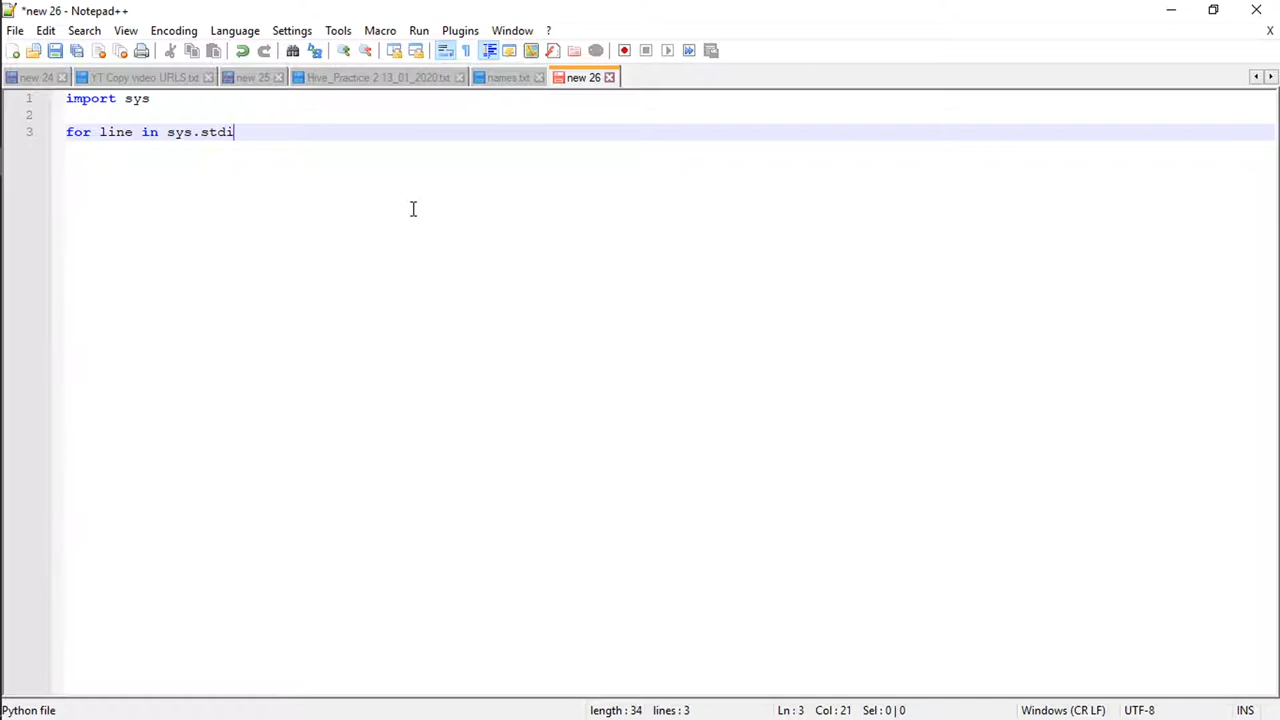 *new 26 - Notepad++
File Edit Search View Encoding Language Settings Tools Macro Run Plugins Window ? X
new 24 YT Copy video URLS.txt new 25 Hive_Practice 2 13_01_2020.txt names.txt new 26
1 import sys
2
3 for line in sys.stdi
Python file length : 34 lines : 3 Ln : 3 Col : 21 Sel : 0 | 0 Windows (CR LF) UTF-8 INS